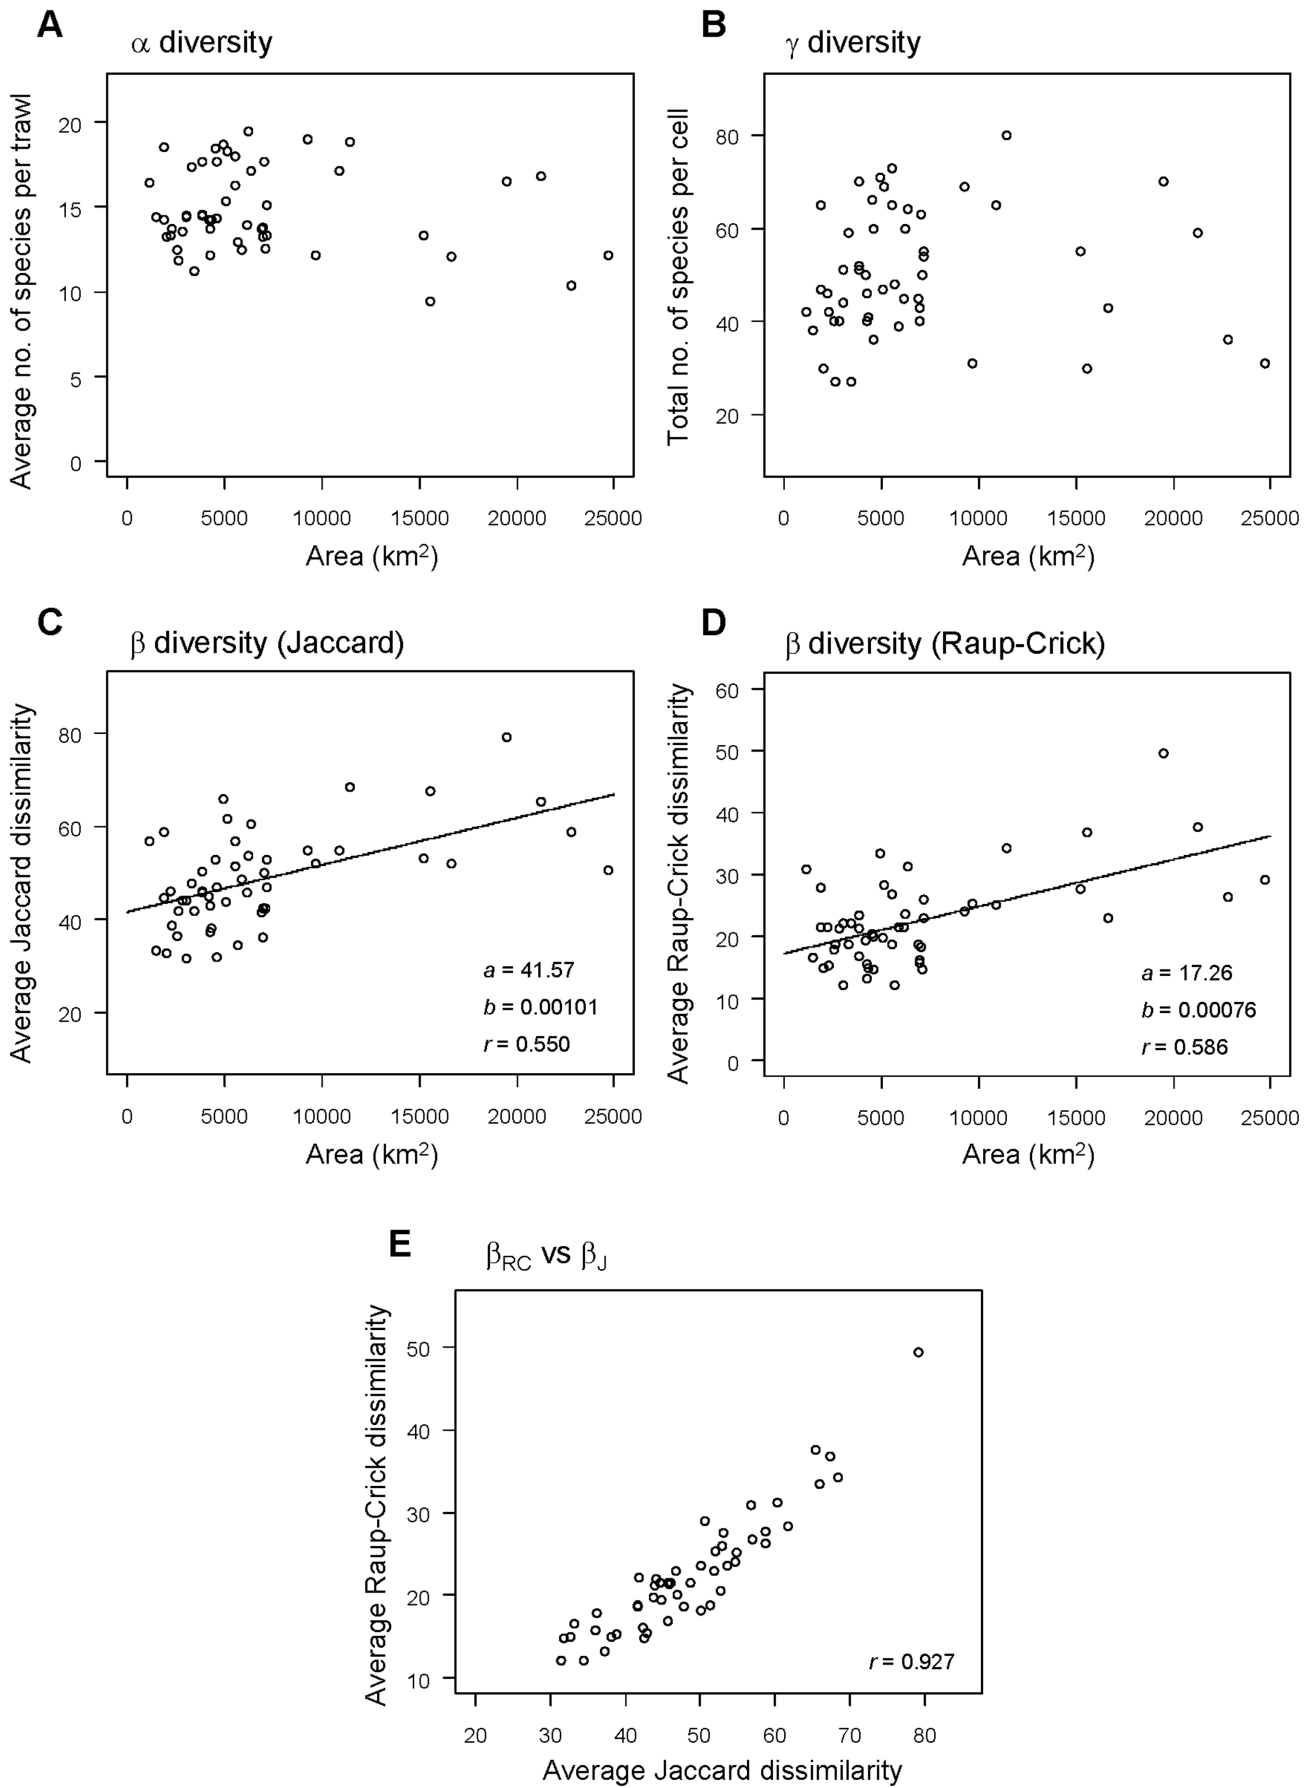 A
α diversity
Average no. of species per trawl
20
15
10
5
0
0 5000 10000 15000 20000 25000
Area (km²)
B
γ diversity
Total no. of species per cell
80
60
40
20
0 5000 10000 15000 20000 25000
Area (km²)
C
β diversity (Jaccard)
Average Jaccard dissimilarity
80
60
40
20
a = 41.57
b = 0.00101
r = 0.550
0 5000 10000 15000 20000 25000
Area (km²)
D
β diversity (Raup-Crick)
Average Raup-Crick dissimilarity
60
50
40
30
20
10
0
a = 17.26
b = 0.00076
r = 0.586
0 5000 10000 15000 20000 25000
Area (km²)
E
βRC vs βJ
Average Raup-Crick dissimilarity
50
40
30
20
10
r = 0.927
20 30 40 50 60 70 80
Average Jaccard dissimilarity